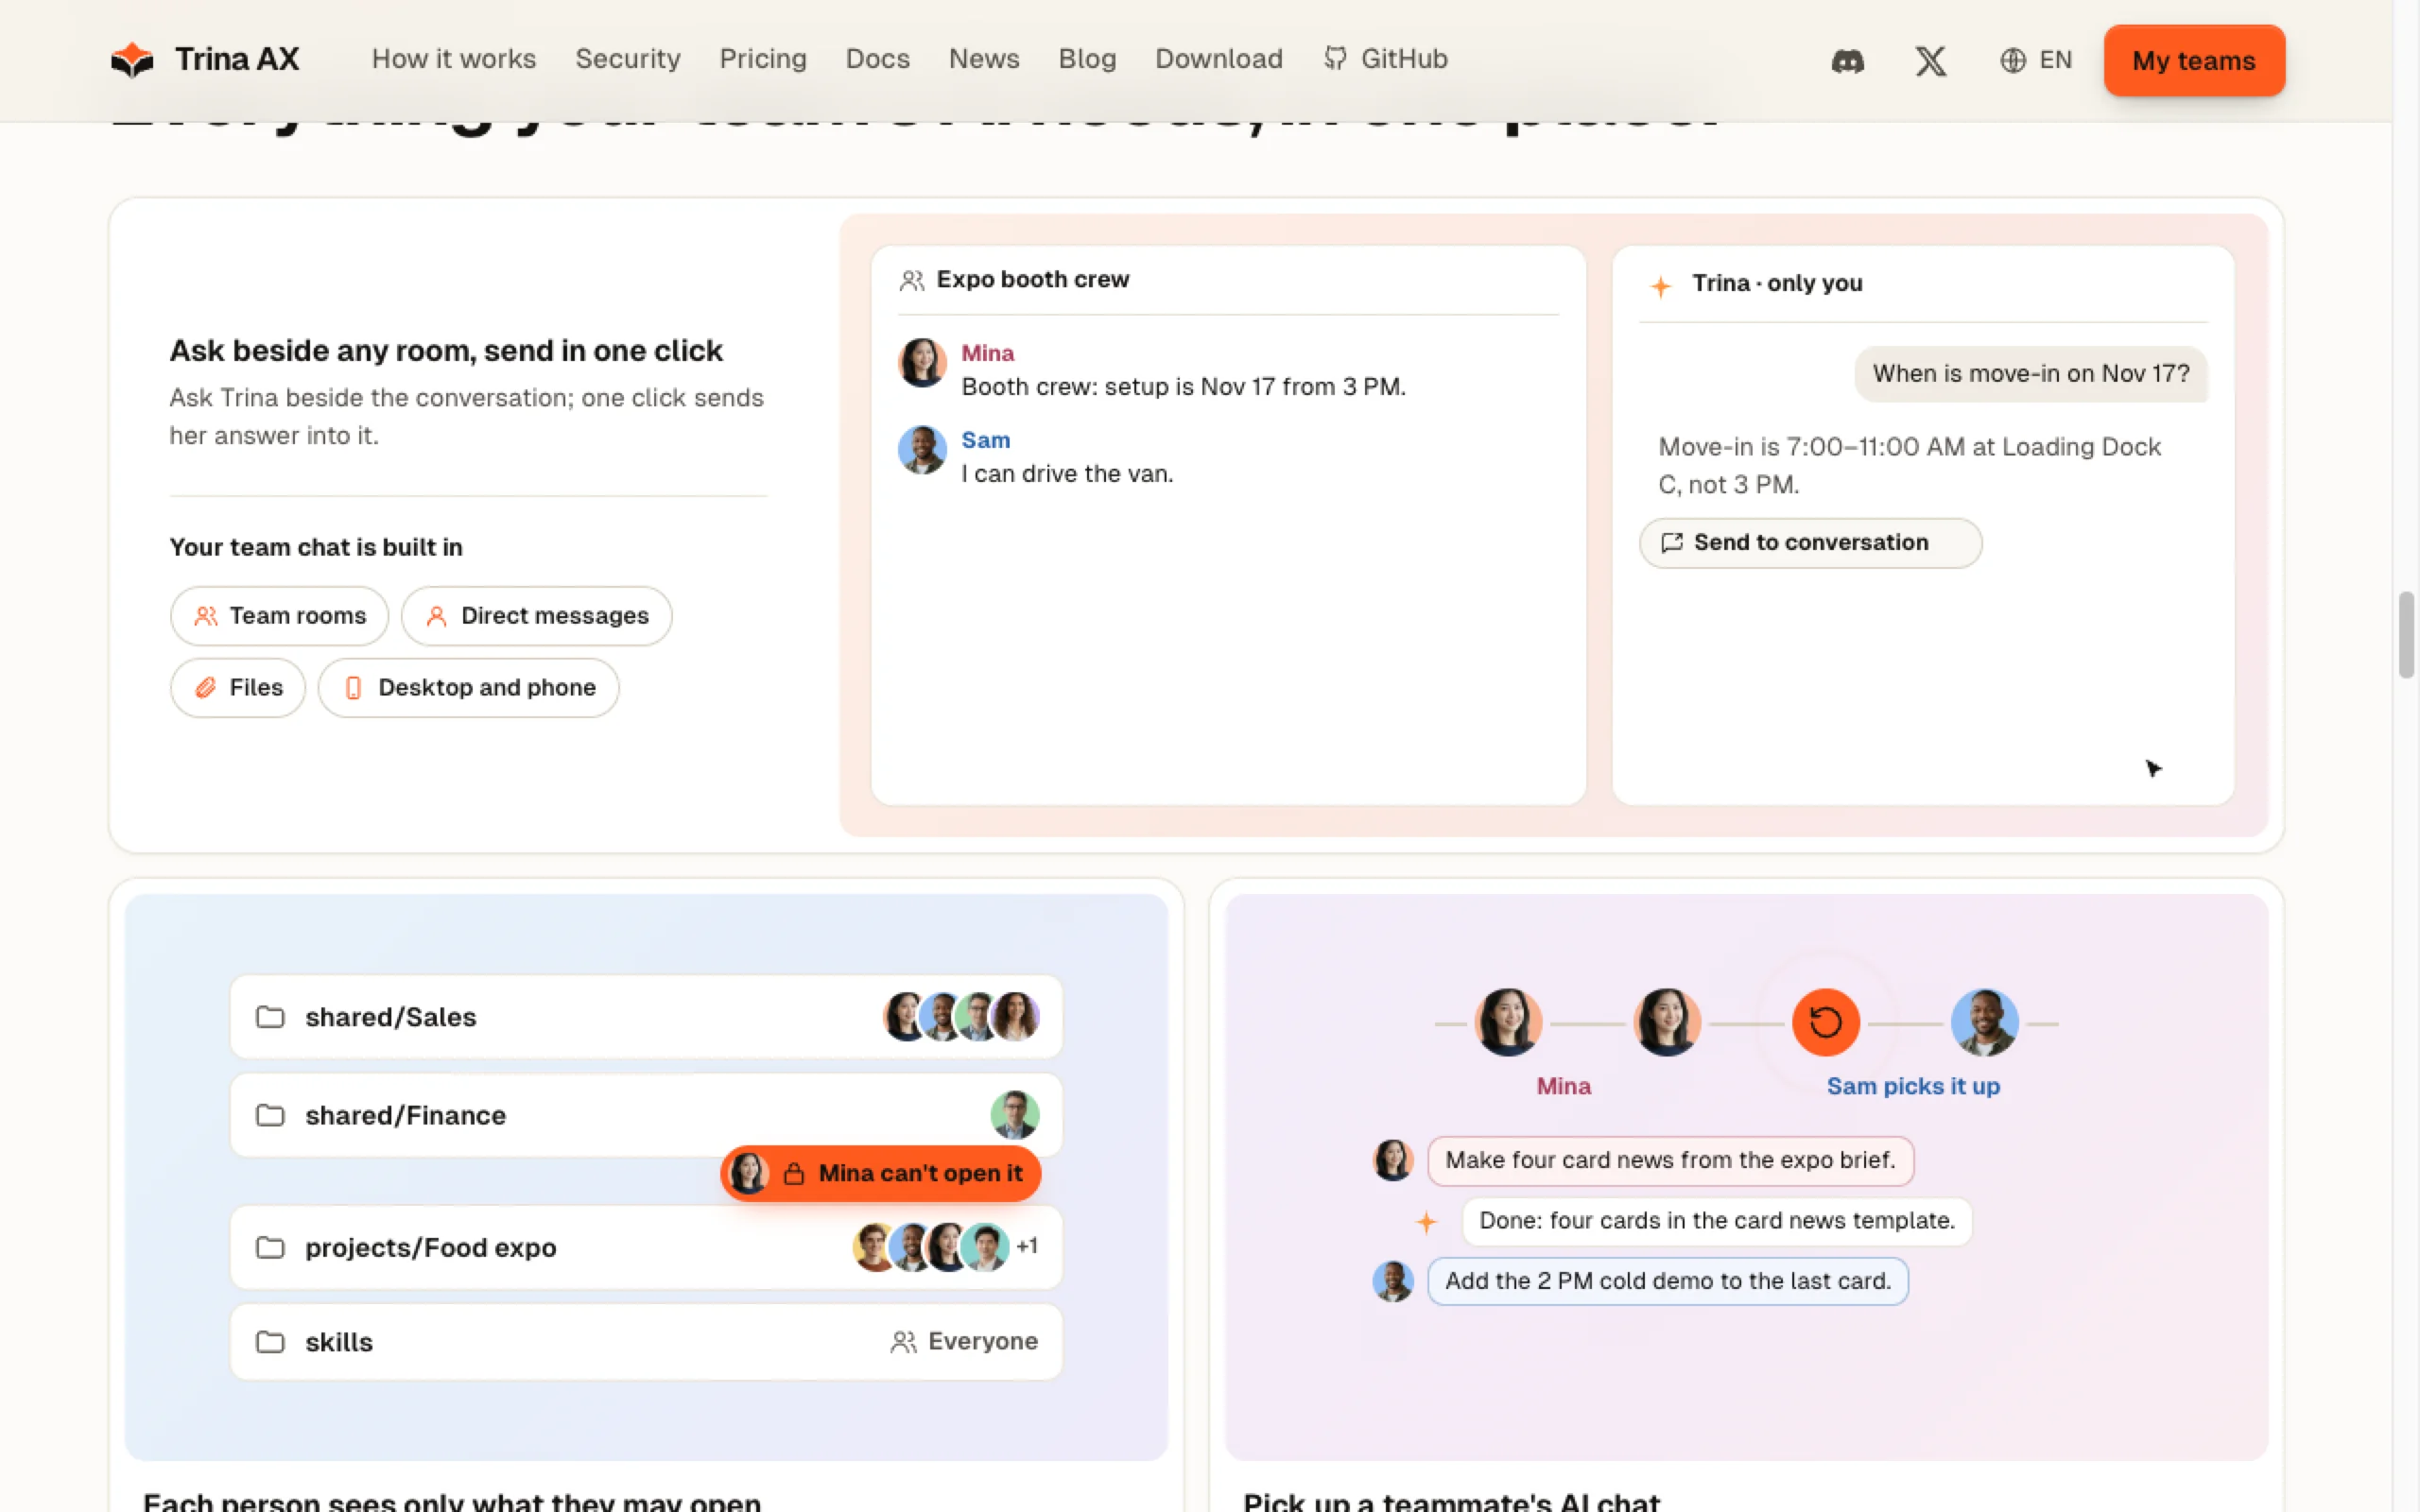 Trina AX
How it works
Security
Pricing
Docs
News
Blog
Download
GitHub
EN
My teams
Ask beside any room, send in one click
Ask Trina beside the conversation; one click sends
her answer into it.
Your team chat is built in
Team rooms
Direct messages
Files
Desktop and phone
Expo booth crew
Mina
Booth crew: setup is Nov 17 from 3 PM.
Sam
I can drive the van.
Trina · only you
When is move-in on Nov 17?
Move-in is 7:00–11:00 AM at Loading Dock
C, not 3 PM.
Send to conversation
shared/Sales
shared/Finance
Mina can't open it
projects/Food expo
+1
skills
Everyone
Each person sees only what they may open
Mina
Sam picks it up
Make four card news from the expo brief.
Done: four cards in the card news template.
Add the 2 PM cold demo to the last card.
Pick up a teammate's AI chat